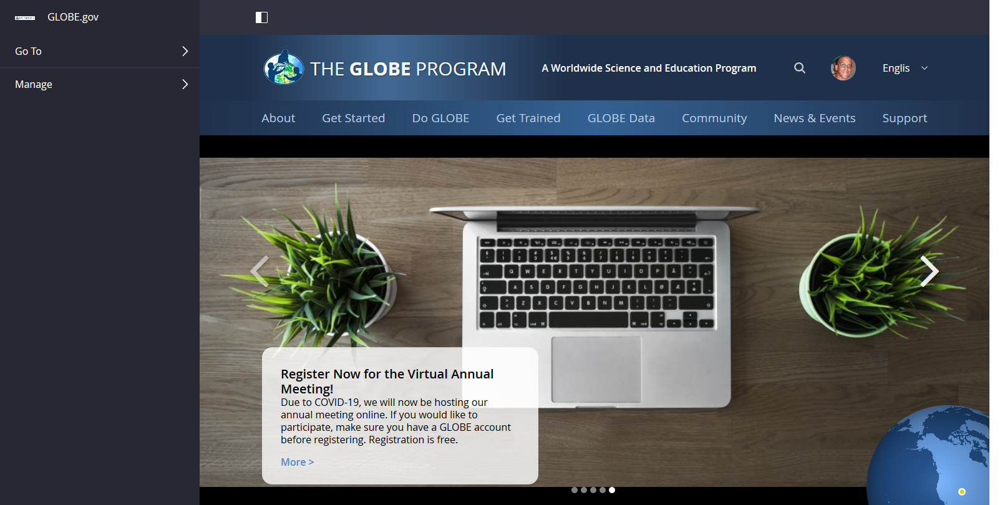 GLOBE.gov
Go To
Manage
THE GLOBE PROGRAM
A Worldwide Science and Education Program
Englis
About
Get Started
Do GLOBE
Get Trained
GLOBE Data
Community
News & Events
Support
Register Now for the Virtual Annual
Meeting!
Due to COVID-19, we will now be hosting our
annual meeting online. If you would like to
participate, make sure you have a GLOBE account
before registering. Registration is free.
More >